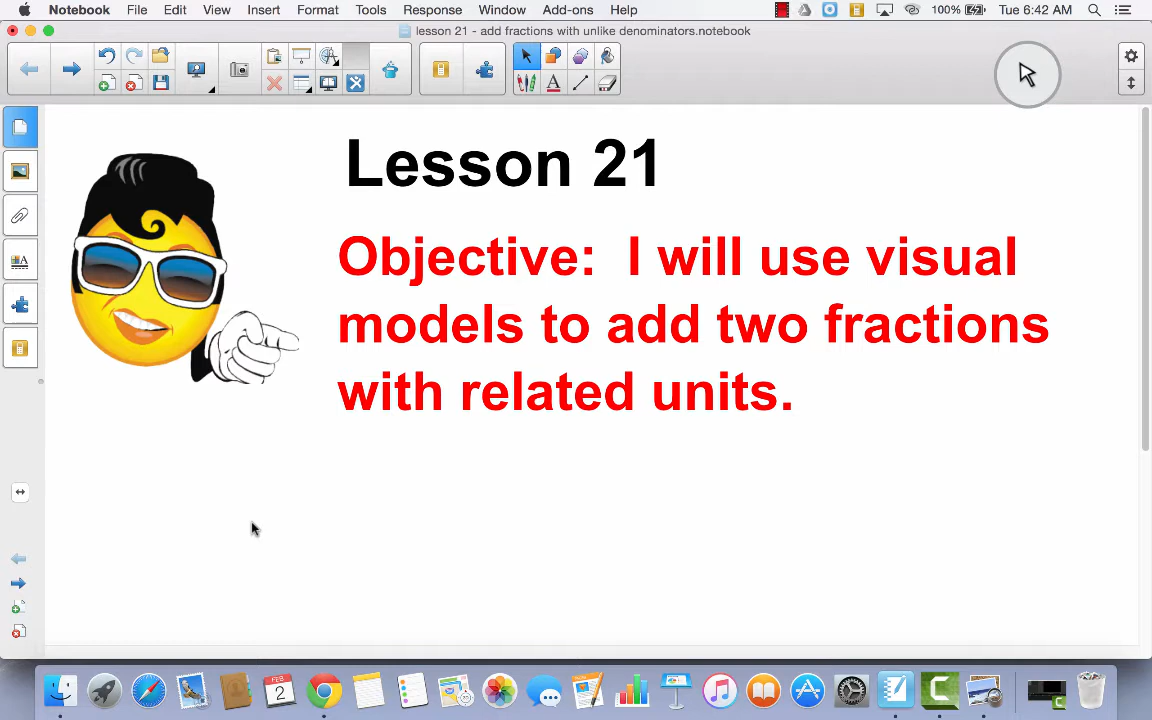 Notebook File Edit View Insert Format Tools Response Window Add-ons Help 100% Tue 6:42 AM
lesson 21 - add fractions with unlike denominators.notebook
A
Lesson 21
Objective: I will use visual
models to add two fractions
with related units.
FEB
2